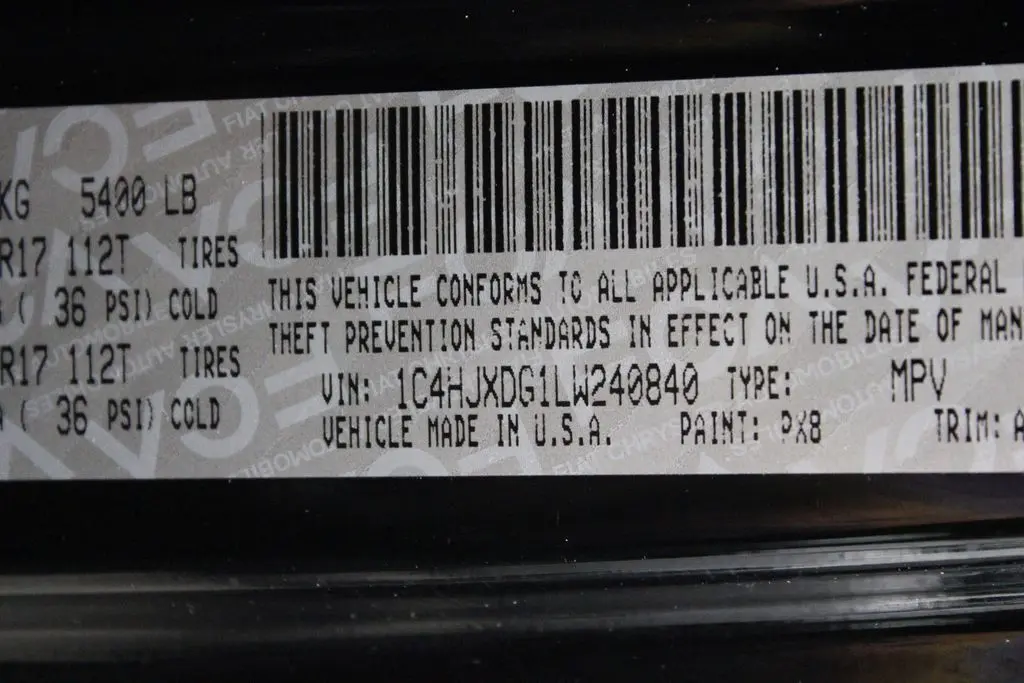 KG 5400 LB
R17 112T TIRES
( 36 PSI) COLD
R17 112T TIRES
( 36 PSI) COLD
THIS VEHICLE CONFORMS TO ALL APPLICABLE U.S.A. FEDERAL
THEFT PREVENTION STANDARDS IN EFFECT ON THE DATE OF MAN
VIN: 1C4HJXDG1LW240840 TYPE: MPV
VEHICLE MADE IN U.S.A. PAINT: PX8 TRIM: A